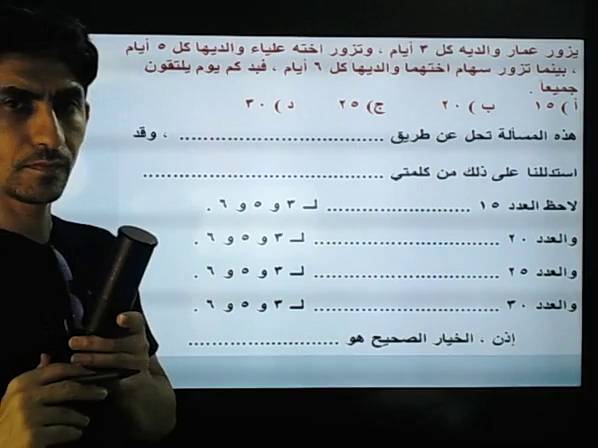 يزور عمار والديه كل ٣ أيام ، وتزور اخته علياء والديها كل ٥ أيام
، بينما تزور سهام اختهما والديها كل ٦ أيام ، فبد كم يوم يلتقون
جميعاً .
أ ) ١٥ ب ) ٢٠ ج ) ٢٥ د ) ٣٠
هذه المسألة تحل عن طريق .................................... ، وقد
استدللنا على ذلك من كلمتي ..........................................
لاحظ العدد ١٥ ......................... لـ ٣ و ٥ و ٦ .
والعدد ٢٠ ................................ لـ ٣ و ٥ و ٦ .
والعدد ٢٥ ................................ لـ ٣ و ٥ و ٦ .
والعدد ٣٠ ................................ لـ ٣ و ٥ و ٦ .
إذن ، الخيار الصحيح هو ..........................